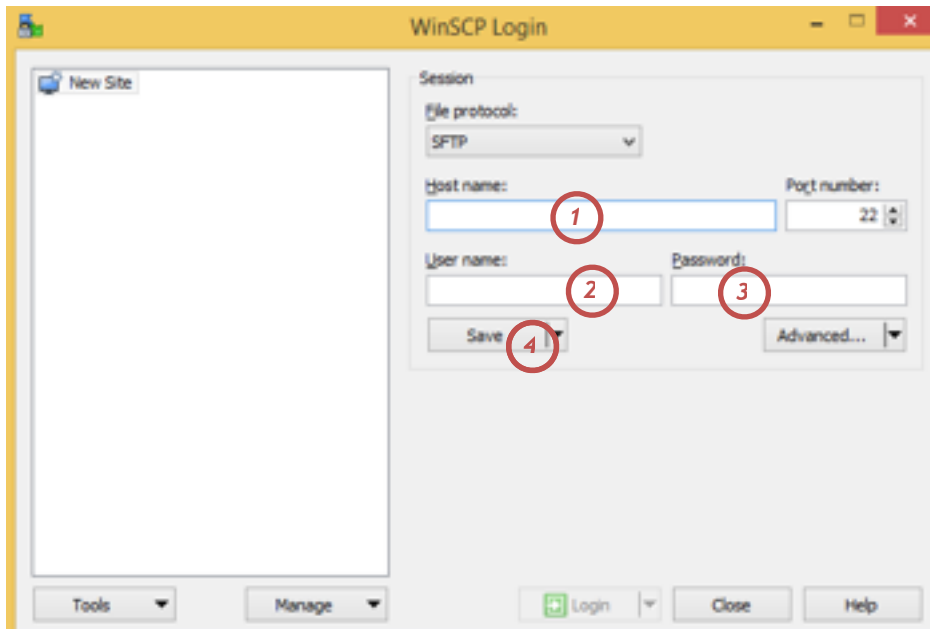 WinSCP Login
New Site
Session
File protocol:
SFTP
Host name:
Port number:
1
22
User name:
Password:
2
3
Save
4
Advanced...
Tools
Manage
Login
Close
Help